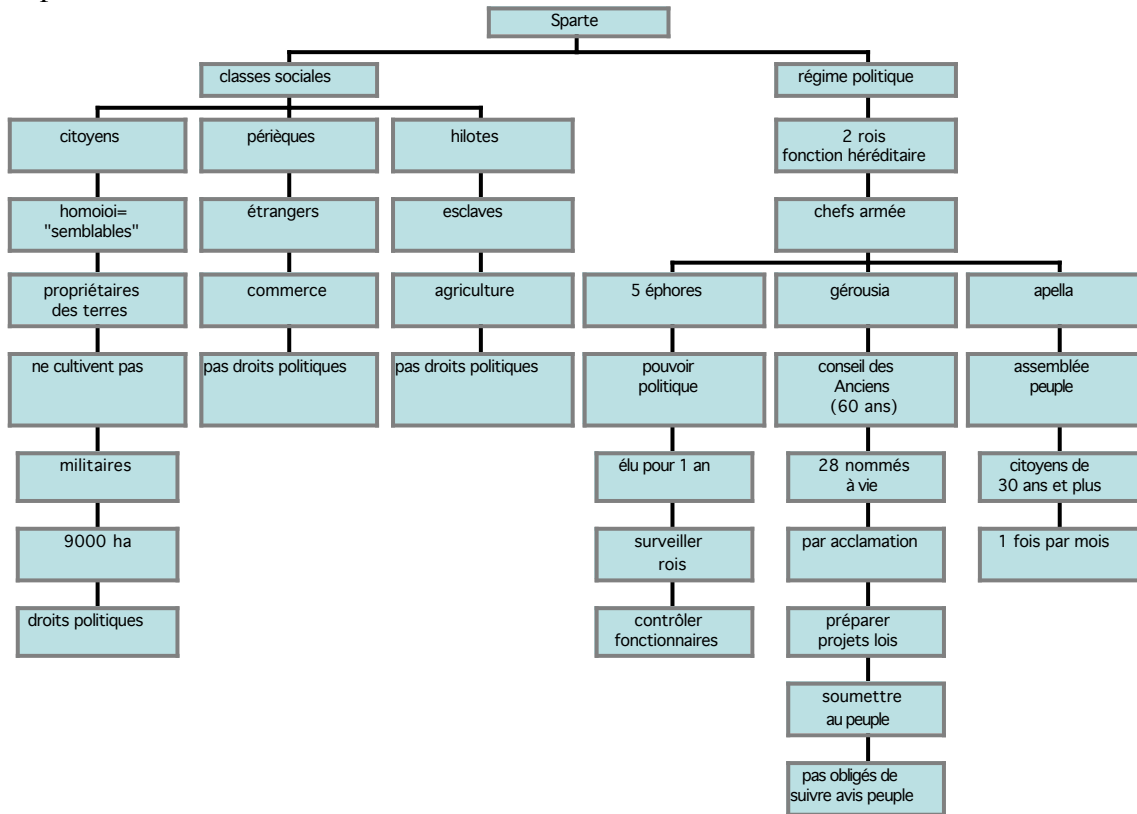 Sparte
classes sociales
régime politique
citoyens
périèques
hilotes
2 rois
fonction héréditaire
homoioi=
"semblables"
étrangers
esclaves
chefs armée
propriétaires
des terres
commerce
agriculture
5 éphores
gérousia
apella
ne cultivent pas
pas droits politiques
pas droits politiques
pouvoir
politique
conseil des
Anciens
(60 ans)
assemblée
peuple
militaires
élu pour 1 an
28 nommés
à vie
citoyens de
30 ans et plus
9000 ha
surveiller
rois
par acclamation
1 fois par mois
droits politiques
contrôler
fonctionnaires
préparer
projets lois
soumettre
au peuple
pas obligés de
suivre avis peuple